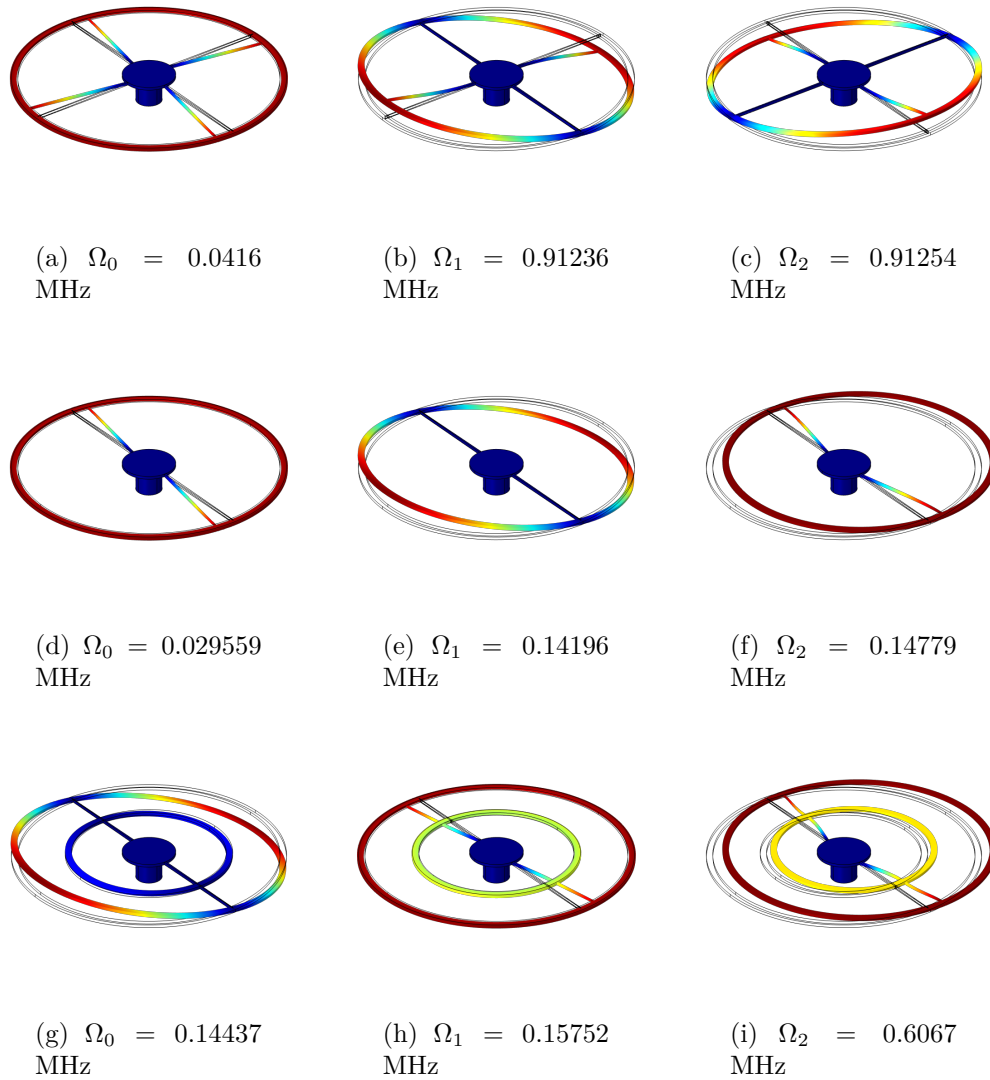 (a) Ω₀ = 0.0416
MHz
(b) Ω₁ = 0.91236
MHz
(c) Ω₂ = 0.91254
MHz
(d) Ω₀ = 0.029559
MHz
(e) Ω₁ = 0.14196
MHz
(f) Ω₂ = 0.14779
MHz
(g) Ω₀ = 0.14437
MHz
(h) Ω₁ = 0.15752
MHz
(i) Ω₂ = 0.6067
MHz